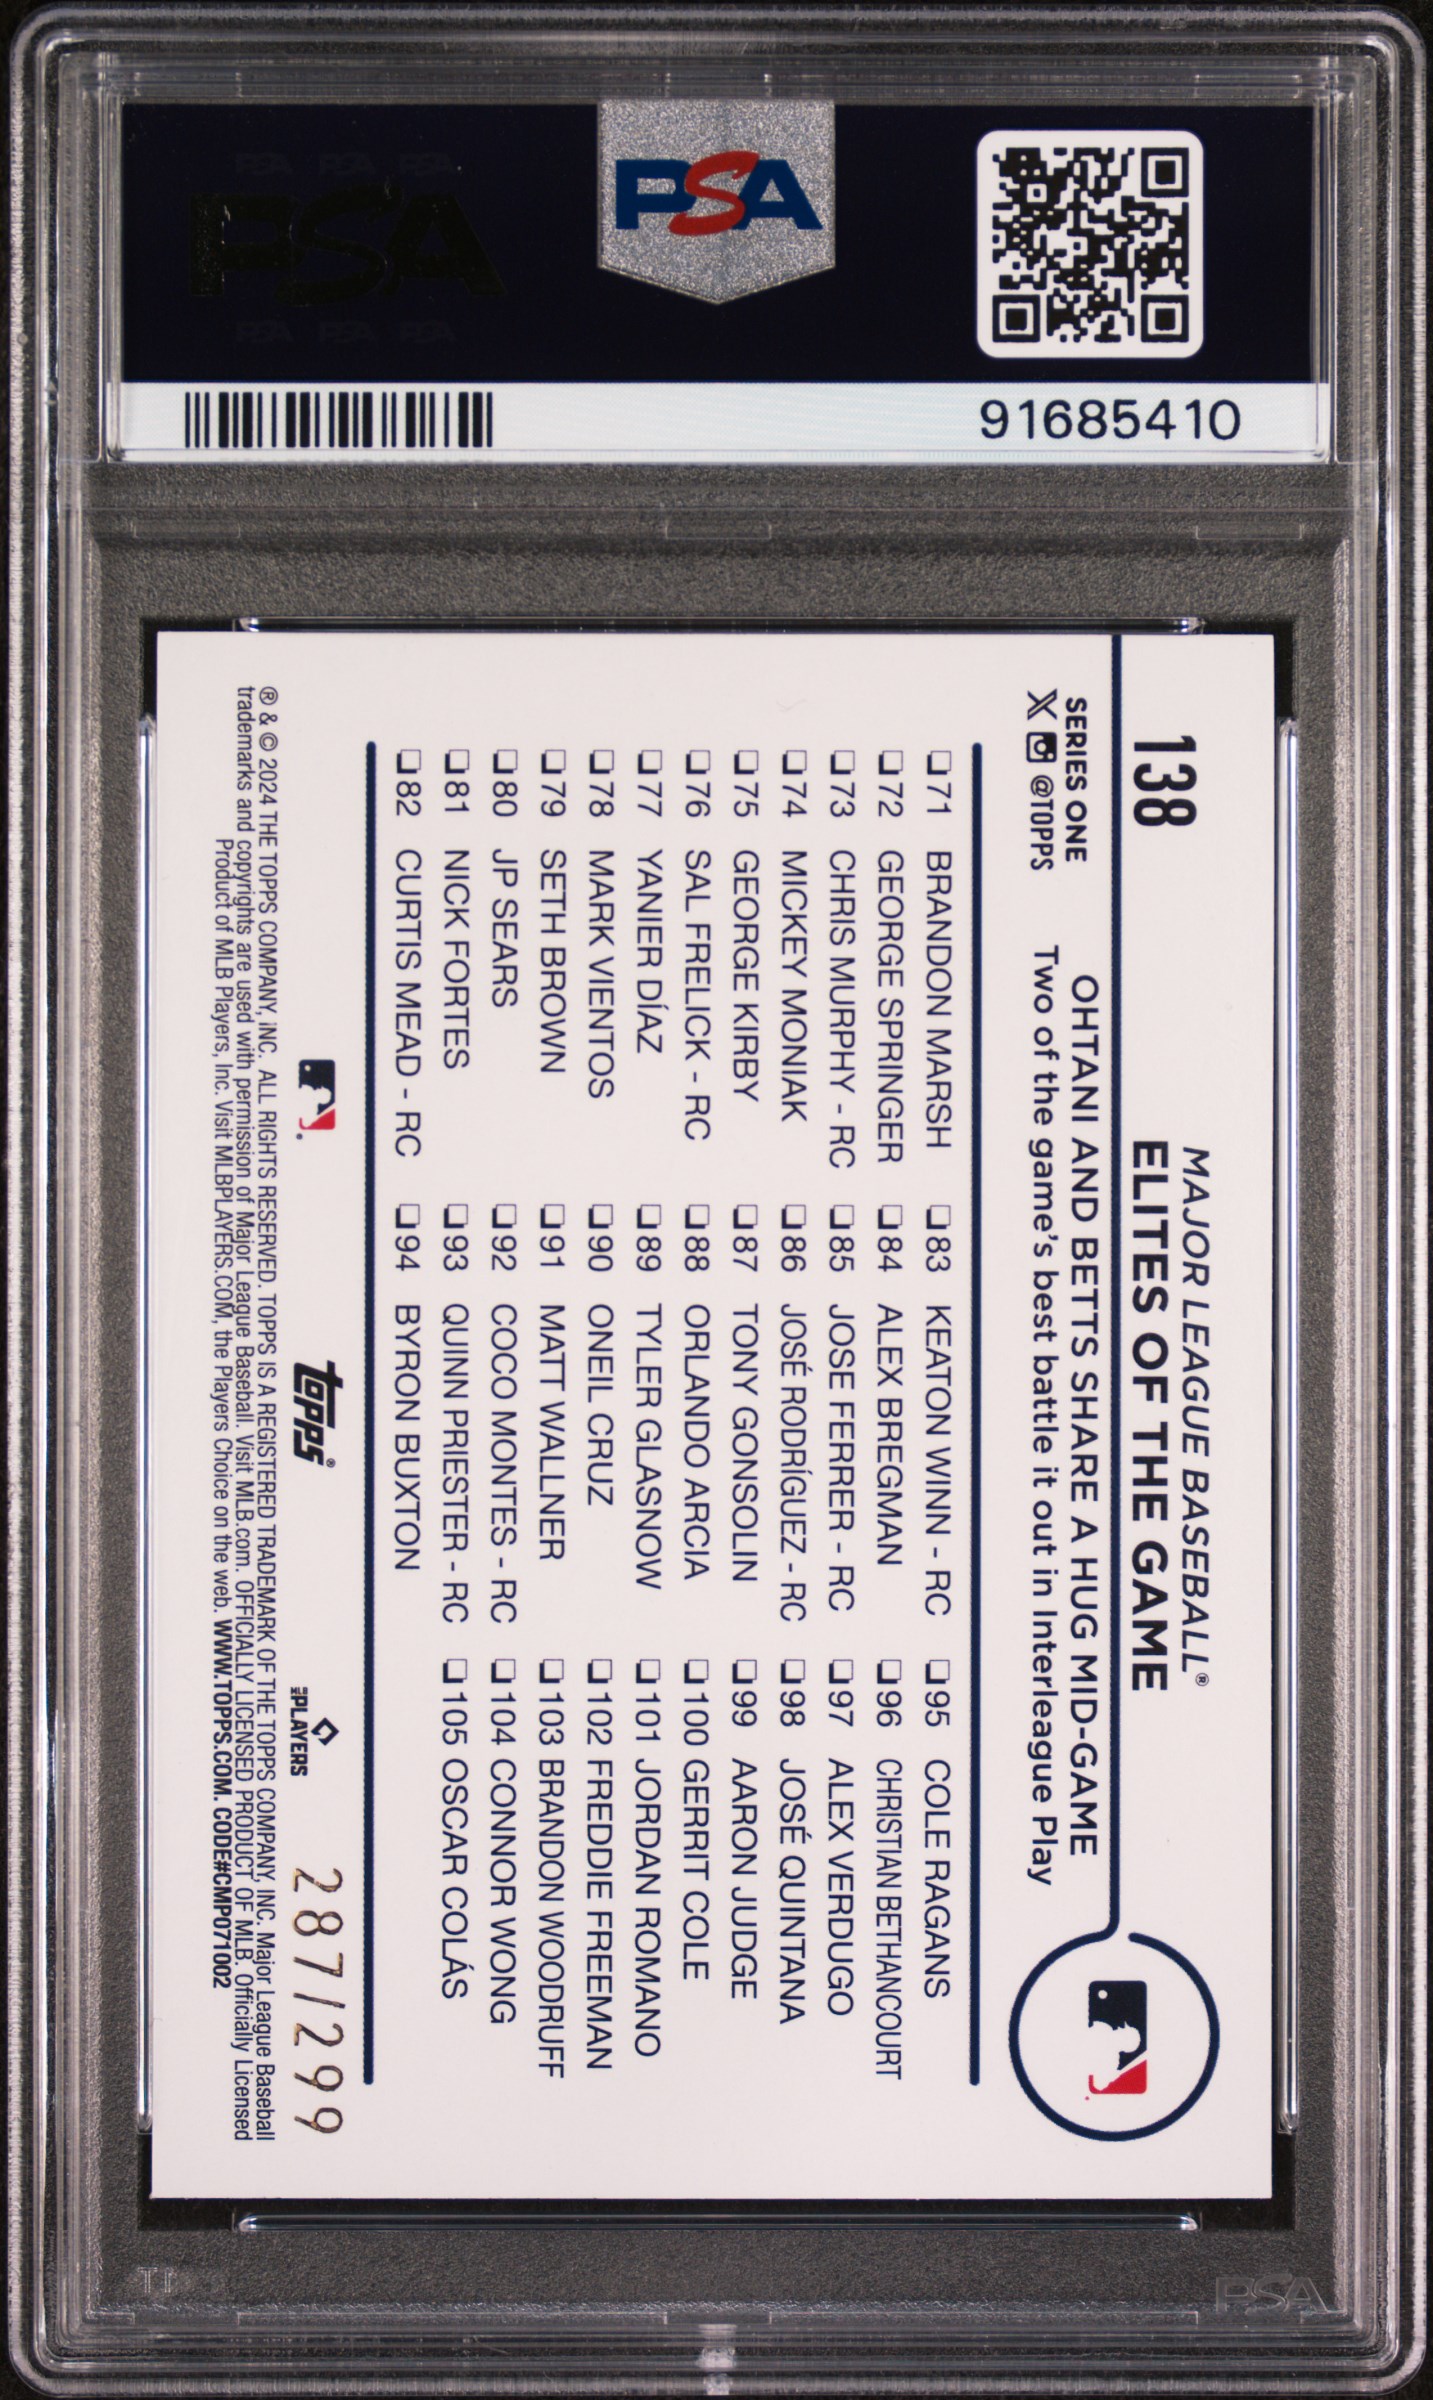 PSA PSA PSA
PSA
PSA PSA PSA
PSA
91685410
138
MAJOR LEAGUE BASEBALL®
ELITES OF THE GAME
SERIES ONE
@TOPPS
OHTANI AND BETTS SHARE A HUG MID-GAME
Two of the game's best battle it out in Interleague Play
71 BRANDON MARSH
72 GEORGE SPRINGER
73 CHRIS MURPHY - RC
74 MICKEY MONIAK
75 GEORGE KIRBY
76 SAL FRELICK - RC
77 YANIER DÍAZ
78 MARK VIENTOS
79 SETH BROWN
80 JP SEARS
81 NICK FORTES
82 CURTIS MEAD - RC
83 KEATON WINN - RC
84 ALEX BREGMAN
85 JOSE FERRER - RC
86 JOSÉ RODRÍGUEZ - RC
87 TONY GONSOLIN
88 ORLANDO ARCIA
89 TYLER GLASNOW
90 ONEIL CRUZ
91 MATT WALLNER
92 COCO MONTES - RC
93 QUINN PRIESTER - RC
94 BYRON BUXTON
95 COLE RAGANS
96 CHRISTIAN BETHANCOURT
97 ALEX VERDUGO
98 JOSÉ QUINTANA
99 AARON JUDGE
100 GERRIT COLE
101 JORDAN ROMANO
102 FREDDIE FREEMAN
103 BRANDON WOODRUFF
104 CONNOR WONG
105 OSCAR COLÁS
topps®
PLAYERS
287/299
® & © 2024 THE TOPPS COMPANY, INC. ALL RIGHTS RESERVED. TOPPS IS A REGISTERED TRADEMARK OF THE TOPPS COMPANY, INC. Major League Baseball
trademarks and copyrights are used with permission of Major League Baseball. Visit MLB.com. OFFICIALLY LICENSED PRODUCT OF MLB. Officially Licensed
Product of MLB Players, Inc. Visit MLBPLAYERS.COM, the Players Choice on the web. WWW.TOPPS.COM. CODE#CMP071002
PSA